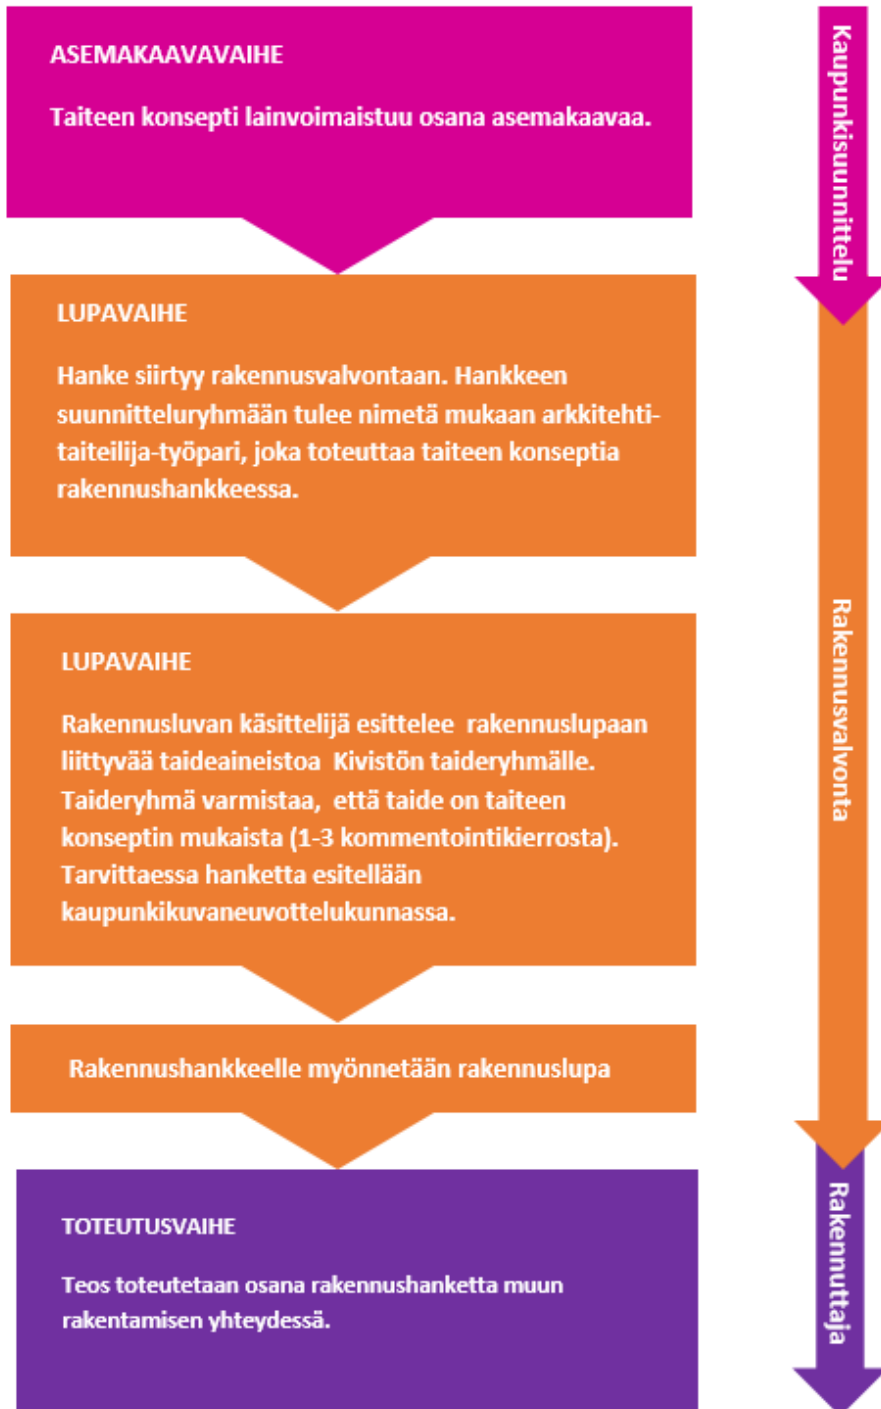 ASEMAKAAVAVAIHE
Taiteen konsepti lainvoimaistuu osana asemakaavaa.
Kaupunkisuunnittelu
LUPAVAIHE
Hanke siirtyy rakennusvalvontaan. Hankkeen
suunnitteluryhmään tulee nimetä mukaan arkkitehti-
taiteilija-työpari, joka toteuttaa taiteen konseptia
rakennushankkeessa.
LUPAVAIHE
Rakennusluvan käsittelijä esittelee rakennuslupaan
liittyvää taideaineistoa Kivistön taideryhmälle.
Taideryhmä varmistaa, että taide on taiteen
konseptin mukaista (1-3 kommentointikierrosta).
Tarvittaessa hanketta esitellään
kaupunkikuvaneuvottelukunnassa.
Rakennushankkeelle myönnetään rakennuslupa
Rakennusvalvonta
TOTEUTUSVAIHE
Teos toteutetaan osana rakennushanketta muun
rakentamisen yhteydessä.
Rakennuttaja